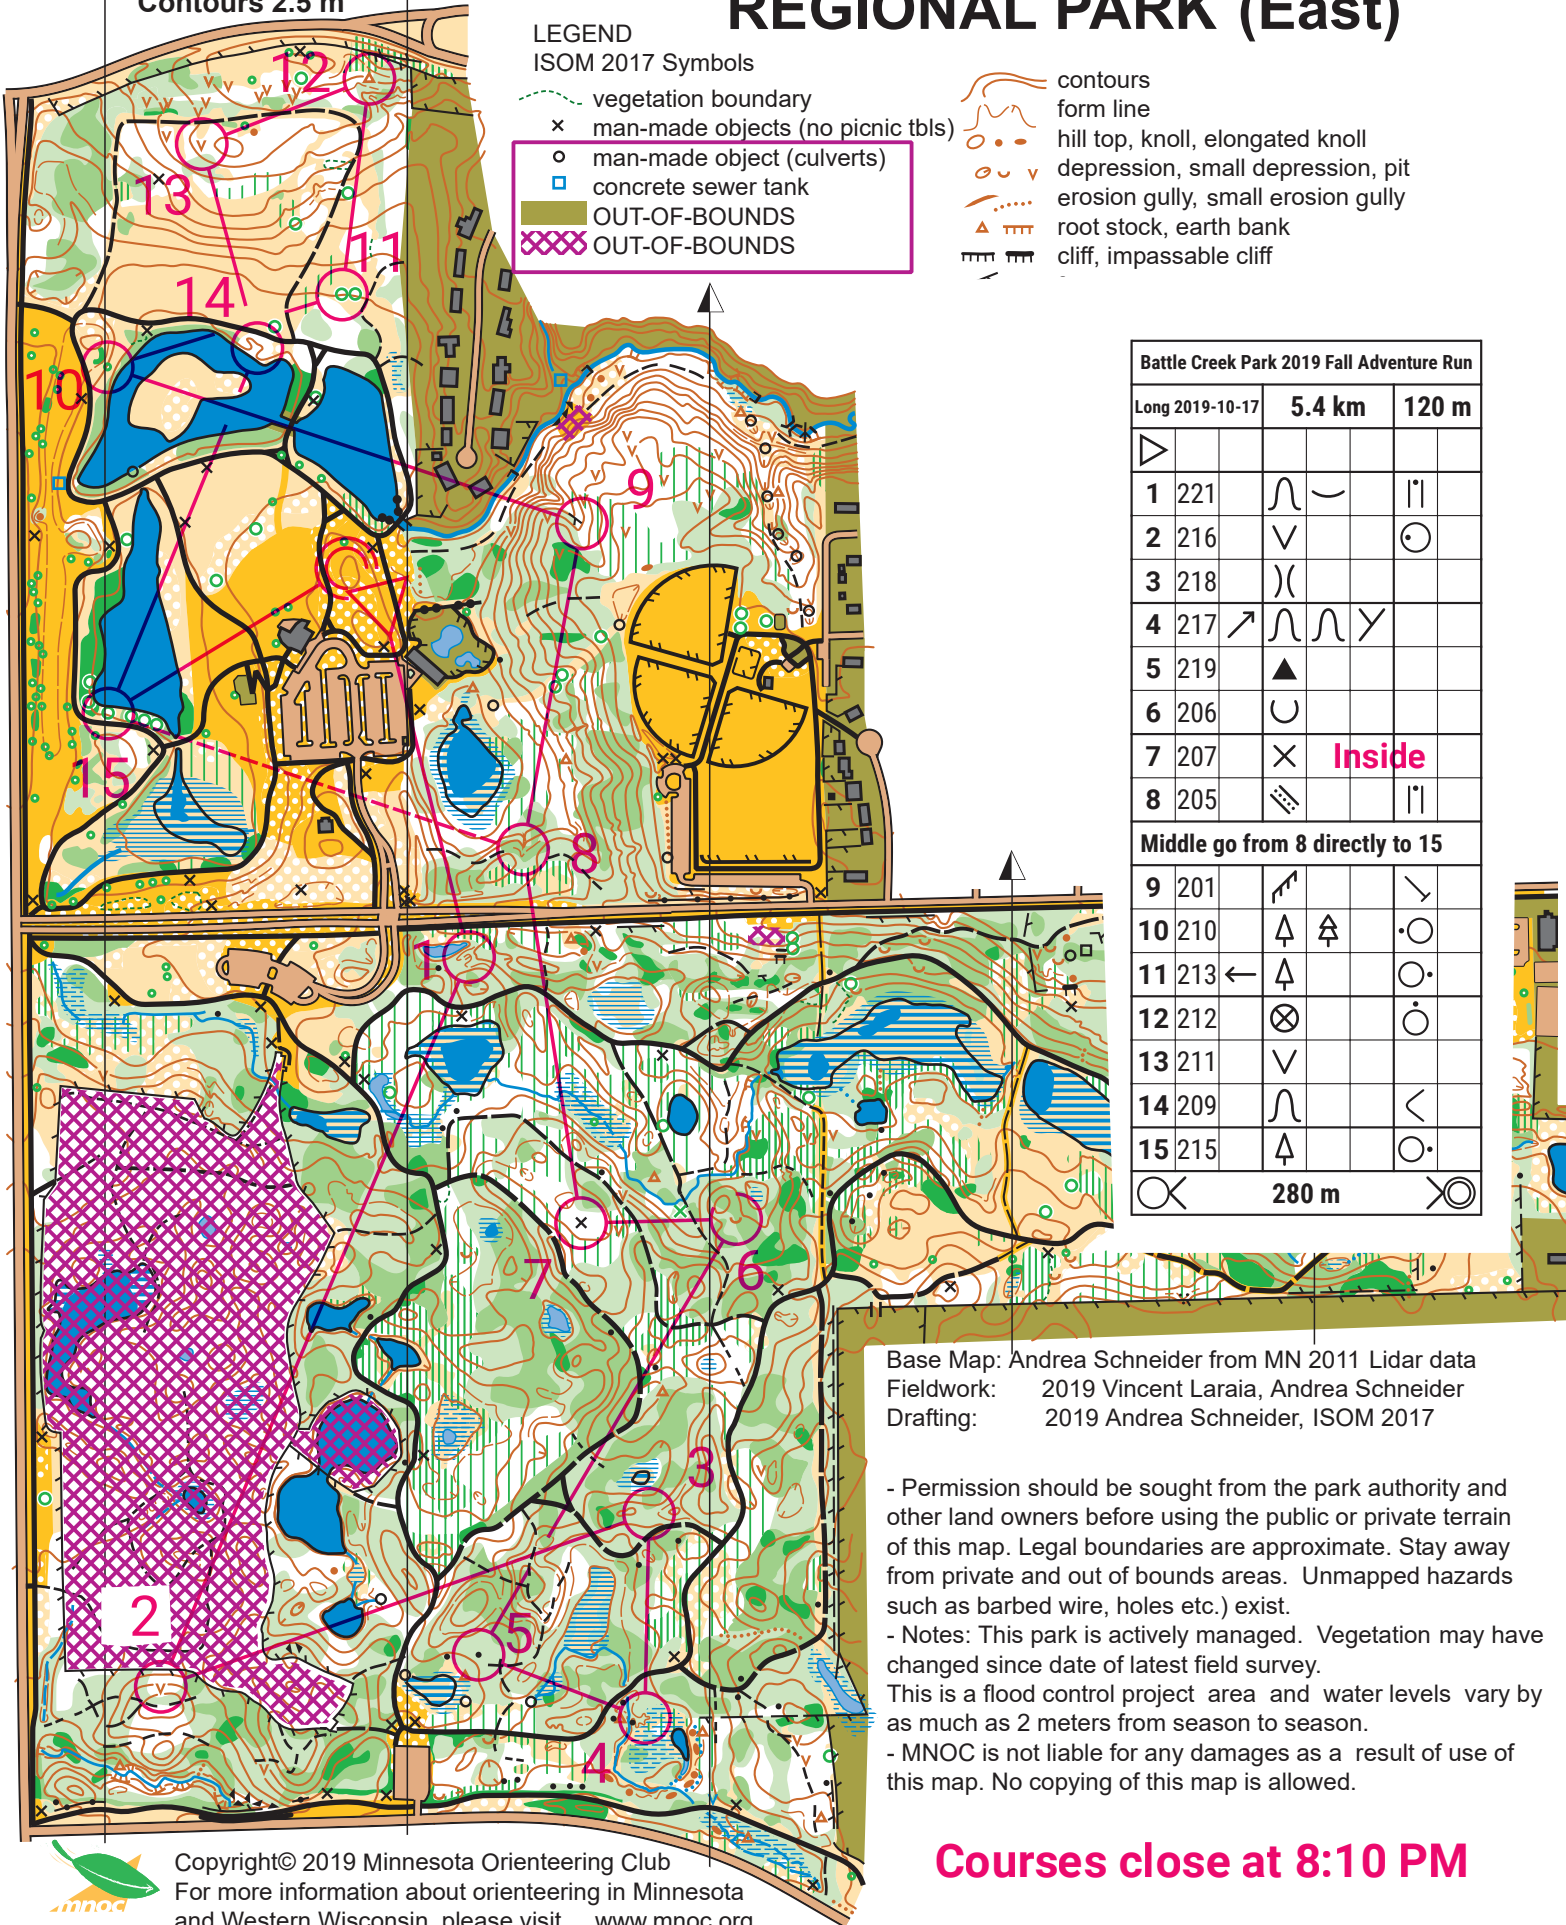 Contours 2.5 m
REGIONAL PARK (East)
LEGEND
ISOM 2017 Symbols
vegetation boundary
man-made objects (no picnic tbls)
man-made object (culverts)
concrete sewer tank
OUT-OF-BOUNDS
OUT-OF-BOUNDS
contours
form line
hill top, knoll, elongated knoll
depression, small depression, pit
erosion gully, small erosion gully
root stock, earth bank
cliff, impassable cliff
12
13
11
14
10
9
15
8
1
7
6
3
2
5
4
Battle Creek Park 2019 Fall Adventure Run
Long 2019-10-17 5.4 km 120 m
1 221
2 216
3 218
4 217
5 219
6 206
7 207 Inside
8 205
Middle go from 8 directly to 15
9 201
10 210
11 213
12 212
13 211
14 209
15 215
280 m
Base Map: Andrea Schneider from MN 2011 Lidar data
Fieldwork: 2019 Vincent Laraia, Andrea Schneider
Drafting: 2019 Andrea Schneider, ISOM 2017
- Permission should be sought from the park authority and
other land owners before using the public or private terrain
of this map. Legal boundaries are approximate. Stay away
from private and out of bounds areas. Unmapped hazards
such as barbed wire, holes etc.) exist.
- Notes: This park is actively managed. Vegetation may have
changed since date of latest field survey.
This is a flood control project area and water levels vary by
as much as 2 meters from season to season.
- MNOC is not liable for any damages as a result of use of
this map. No copying of this map is allowed.
Courses close at 8:10 PM
mnoc
Copyright© 2019 Minnesota Orienteering Club
For more information about orienteering in Minnesota
and Western Wisconsin, please visit www.mnoc.org